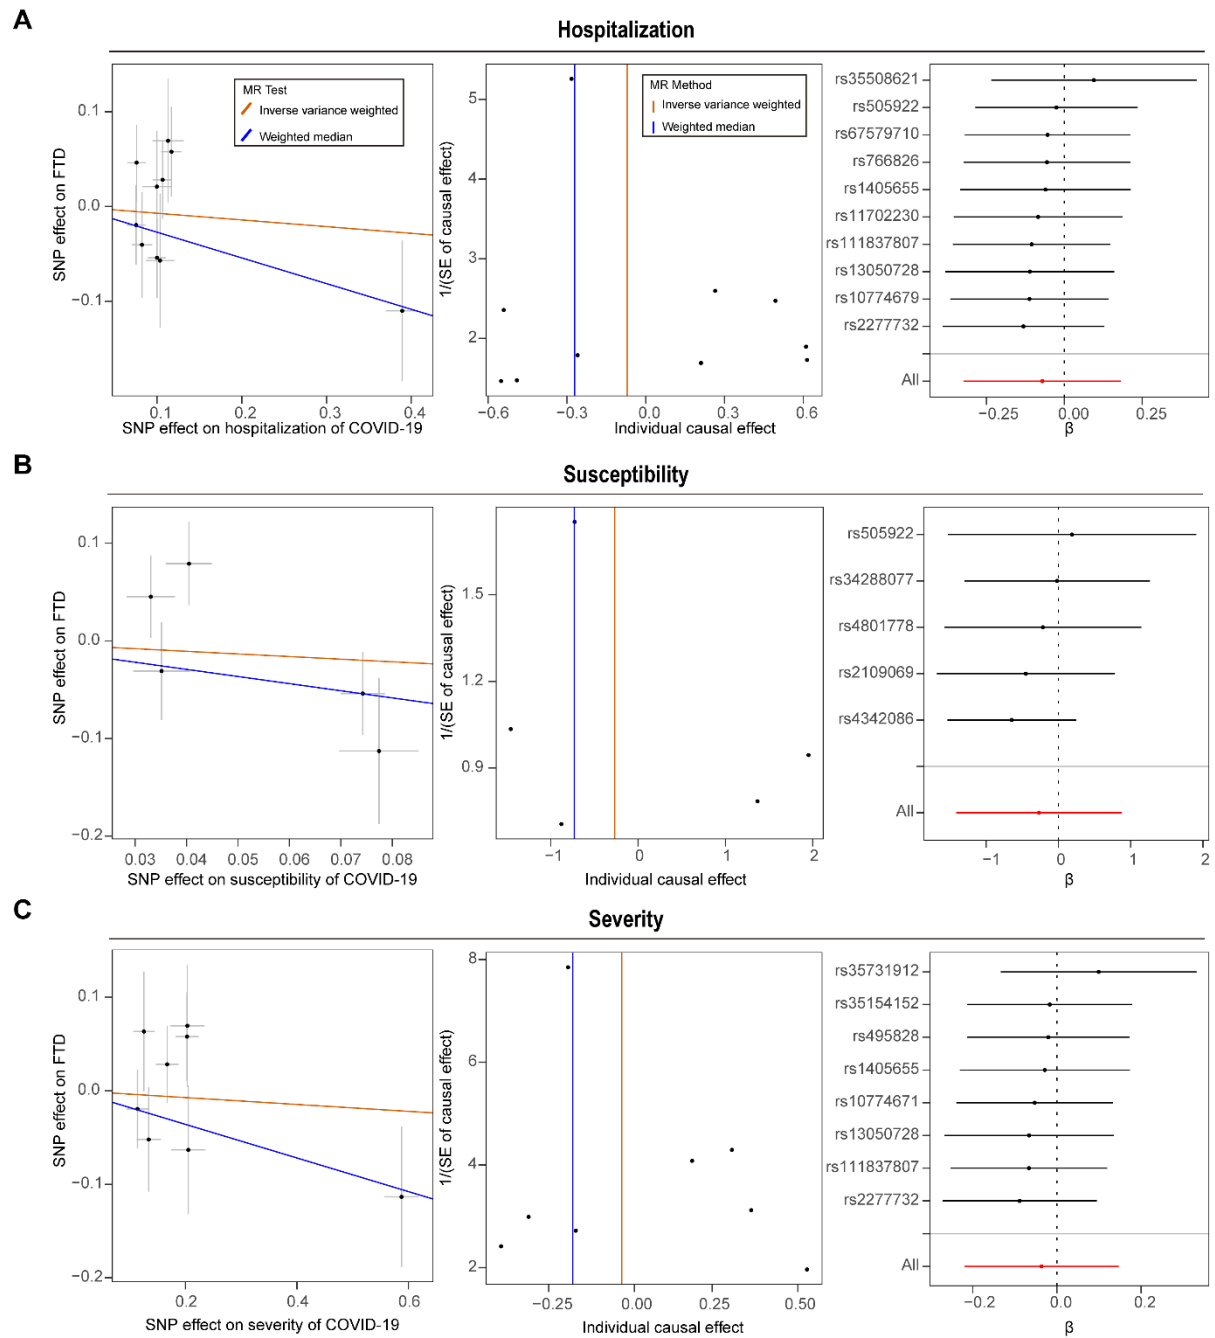 A
Hospitalization
SNP effect on FTD
0.1
0.0
−0.1
MR Test
Inverse variance weighted
Weighted median
0.1
0.2
0.3
0.4
SNP effect on hospitalization of COVID-19
1/(SE of causal effect)
5
4
3
2
MR Method
Inverse variance weighted
Weighted median
−0.6
−0.3
0.0
0.3
0.6
Individual causal effect
rs35508621
rs505922
rs67579710
rs766826
rs1405655
rs11702230
rs111837807
rs13050728
rs10774679
rs2277732
All
−0.25
0.00
0.25
β
B
Susceptibility
SNP effect on FTD
0.1
0.0
−0.1
−0.2
0.03
0.04
0.05
0.06
0.06
0.07
0.08
SNP effect on susceptibility of COVID-19
1/(SE of causal effect)
1.5
1.2
0.9
−1
0
1
2
Individual causal effect
rs505922
rs34288077
rs4801778
rs2109069
rs4342086
All
−1
0
1
2
β
C
Severity
SNP effect on FTD
0.1
0.0
−0.1
−0.2
0.2
0.4
0.6
SNP effect on severity of COVID-19
1/(SE of causal effect)
8
6
4
2
−0.25
0.00
0.25
0.50
Individual causal effect
rs35731912
rs35154152
rs495828
rs1405655
rs10774671
rs13050728
rs111837807
rs2277732
All
−0.2
0.0
0.2
β